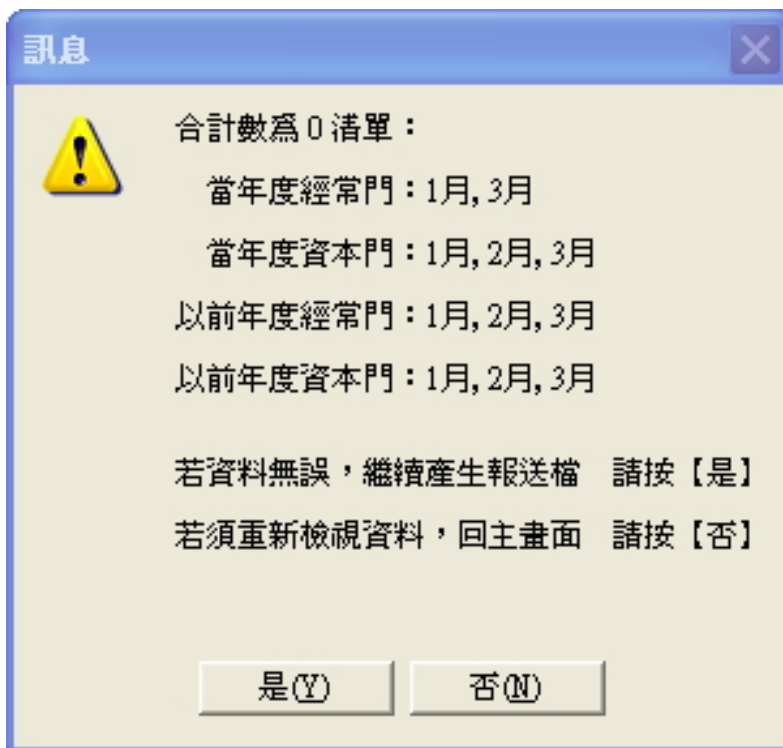 訊息
合計數爲0清單：
當年度經常門：1月,3月
當年度資本門：1月,2月,3月
以前年度經常門：1月,2月,3月
以前年度資本門：1月,2月,3月
若資料無誤，繼續產生報送檔　請按【是】
若須重新檢視資料，回主畫面　請按【否】
是(Y)
否(N)